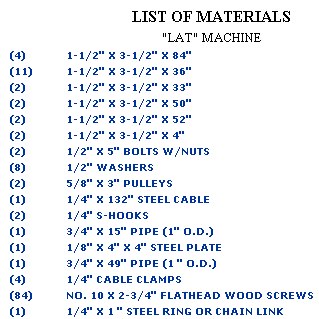 LIST OF MATERIALS
"LAT" MACHINE
(4) 1-1/2" X 3-1/2" X 84"
(11) 1-1/2" X 3-1/2" X 36"
(2) 1-1/2" X 3-1/2" X 33"
(2) 1-1/2" X 3-1/2" X 50"
(2) 1-1/2" X 3-1/2" X 52"
(2) 1-1/2" X 3-1/2" X 4"
(2) 1/2" X 5" BOLTS W/NUTS
(8) 1/2" WASHERS
(2) 5/8" X 3" PULLEYS
(1) 1/4" X 132" STEEL CABLE
(2) 1/4" S-HOOKS
(1) 3/4" X 15" PIPE (1" O.D.)
(1) 1/8" X 4" X 4" STEEL PLATE
(1) 3/4" X 49" PIPE (1 " O.D.)
(4) 1/4" CABLE CLAMPS
(84) NO. 10 X 2-3/4" FLATHEAD WOOD SCREWS
(1) 1/4" X 1 " STEEL RING OR CHAIN LINK